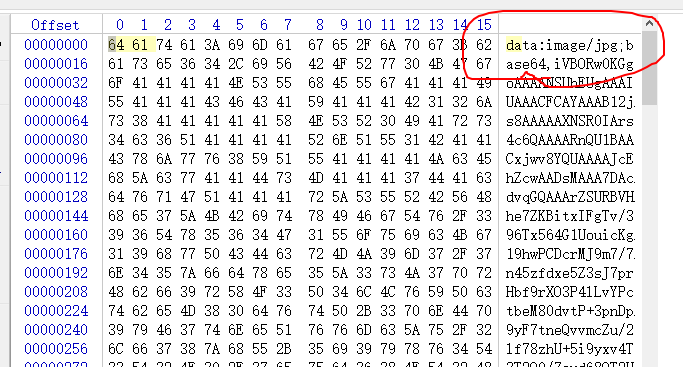 Offset 0 1 2 3 4 5 6 7 8 9 10 11 12 13 14 15
00000000 64 61 74 61 3A 69 6D 61 67 65 2F 6A 70 67 3B 62 data:image/jpg;b
00000016 61 73 65 36 34 2C 69 56 42 4F 52 77 30 4B 47 67 ase64,iVBORw0KGg
00000032 6F 41 41 41 41 4E 53 55 68 45 55 67 41 41 41 49 oAAAANSUhEUgAAAI
00000048 55 41 41 41 43 46 43 41 59 41 41 41 42 31 32 6A UAAACFCAYAAAB12j
00000064 73 38 41 41 41 41 41 58 4E 53 52 30 49 41 72 73 s8AAAAAXNSR0IArs
00000080 34 63 36 51 41 41 41 41 52 6E 51 55 31 42 41 41 4c6QAAAARnQU1BAA
00000096 43 78 6A 77 76 38 59 51 55 41 41 41 41 4A 63 45 Cxjwv8YQUAAAAJcE
00000112 68 5A 63 77 41 41 44 73 4D 41 41 41 37 44 41 63 hZcwAADsMAAA7DAc
00000128 64 76 71 47 51 41 41 41 72 5A 53 55 52 42 56 48 dvqGQAAArZSURBVH
00000144 68 65 37 5A 4B 42 69 74 78 49 46 67 54 76 2F 33 he7ZKBitxIFgTv/3
00000160 39 36 54 78 35 36 34 47 31 55 6F 75 69 63 4B 67 96Tx564G1UouicKg
00000176 31 39 68 77 50 43 44 63 72 4D 4A 39 6D 37 2F 37 19hwPCDcrMJ9m7/7
00000192 6E 34 35 7A 66 64 78 65 35 5A 33 73 4A 37 70 72 n45zfdxe5Z3sJ7pr
00000208 48 62 66 39 72 58 4F 33 50 34 6C 4C 76 59 50 63 Hbf9rXO3P4lLvYPc
00000224 74 62 65 4D 38 30 64 76 74 50 2B 33 70 6E 44 70 tbeM80dvtP+3pnDp
00000240 39 79 46 37 74 6E 65 51 76 76 6D 63 5A 75 2F 32 9yF7tneQvvmcZu/2
00000256 6C 66 37 38 7A 68 55 2B 35 69 39 79 78 76 34 54 lf78zhU+5i9yxv4T